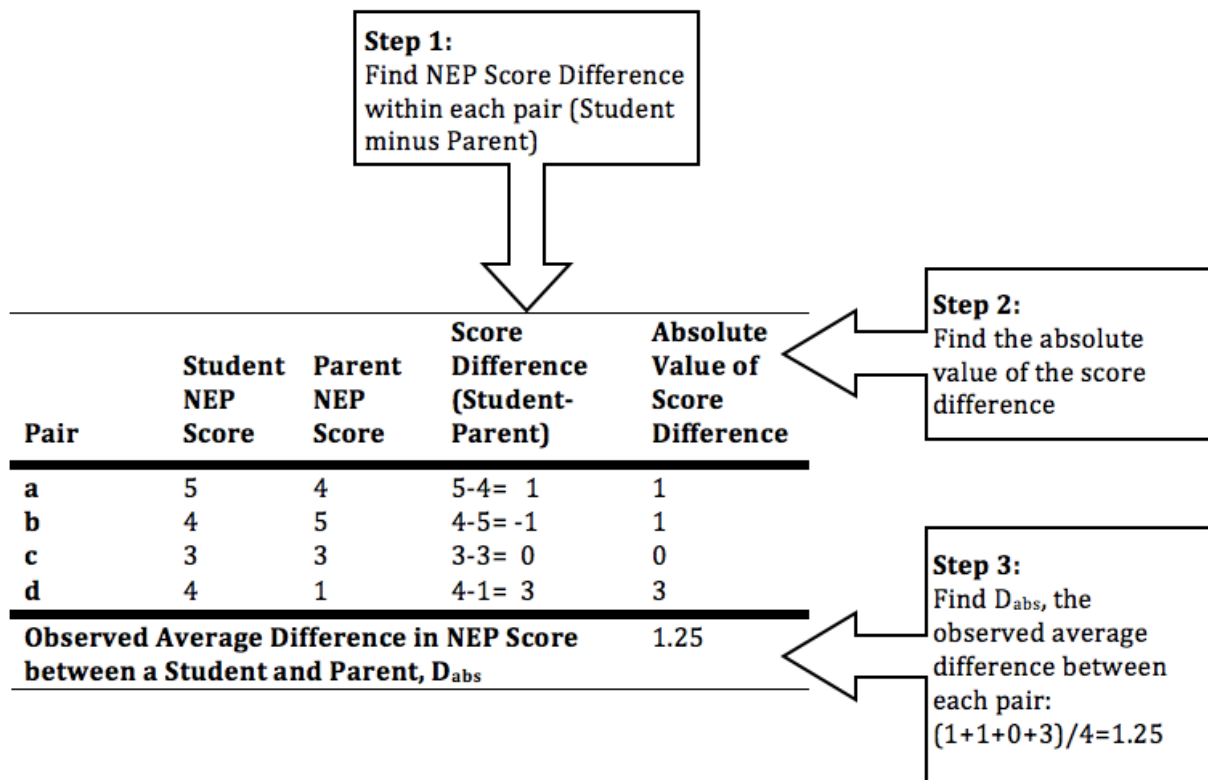 Step 1:
Find NEP Score Difference
within each pair (Student
minus Parent)
Step 2:
Find the absolute
value of the score
difference
Pair
Student
NEP
Score
Parent
NEP
Score
Score
Difference
(Student-
Parent)
Absolute
Value of
Score
Difference
a 5 4 5-4= 1 1
b 4 5 4-5= -1 1
c 3 3 3-3= 0 0
d 4 1 4-1= 3 3
Observed Average Difference in NEP Score 1.25
between a Student and Parent, Dabs
Step 3:
Find Dabs, the
observed average
difference between
each pair:
(1+1+0+3)/4=1.25